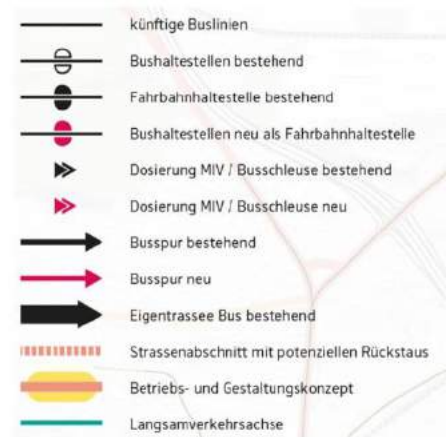 künftige Buslinien
Bushaltestellen bestehend
Fahrbahnhaltestelle bestehend
Bushaltestellen neu als Fahrbahnhaltestelle
Dosierung MIV / Busschleuse bestehend
Dosierung MIV / Busschleuse neu
Busspur bestehend
Busspur neu
Eigentrassee Bus bestehend
Strassenabschnitt mit potenziellen Rückstaus
Betriebs- und Gestaltungskonzept
Langsamverkehrsachse